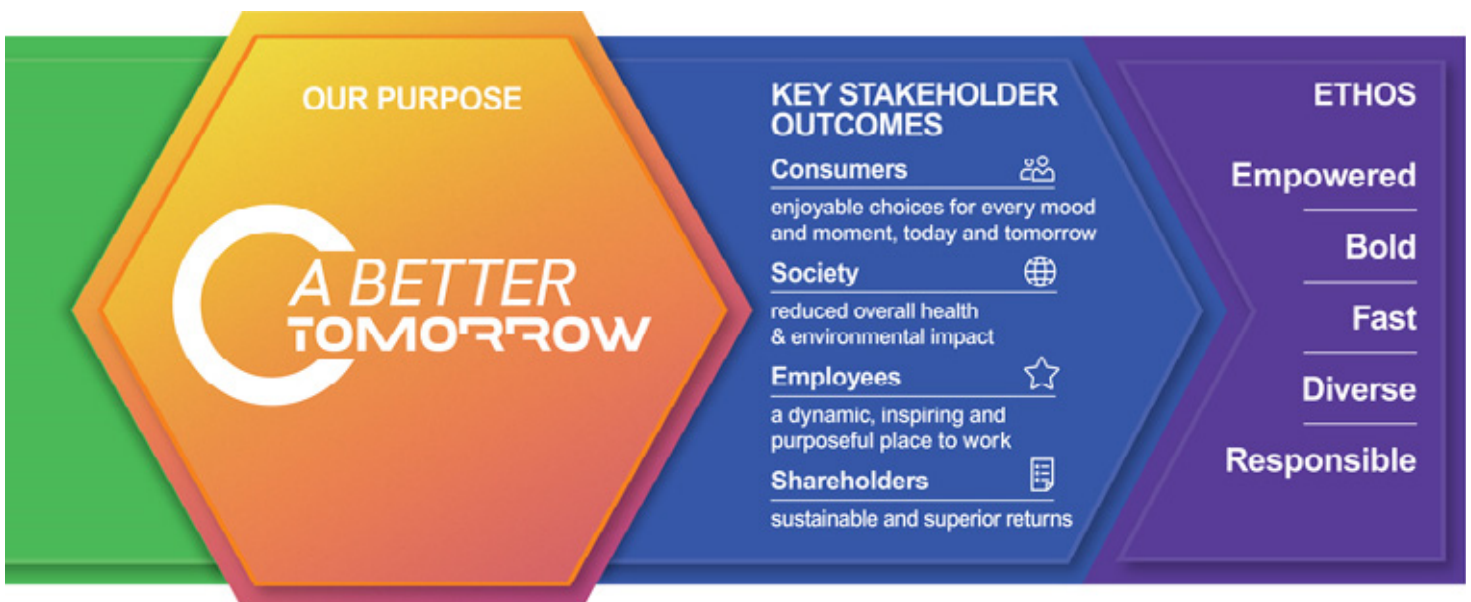 OUR PURPOSE
A BETTER
TOMORROW
KEY STAKEHOLDER
OUTCOMES
Consumers
enjoyable choices for every mood
and moment, today and tomorrow
Society
reduced overall health
& environmental impact
Employees
a dynamic, inspiring and
purposeful place to work
Shareholders
sustainable and superior returns
ETHOS
Empowered
Bold
Fast
Diverse
Responsible